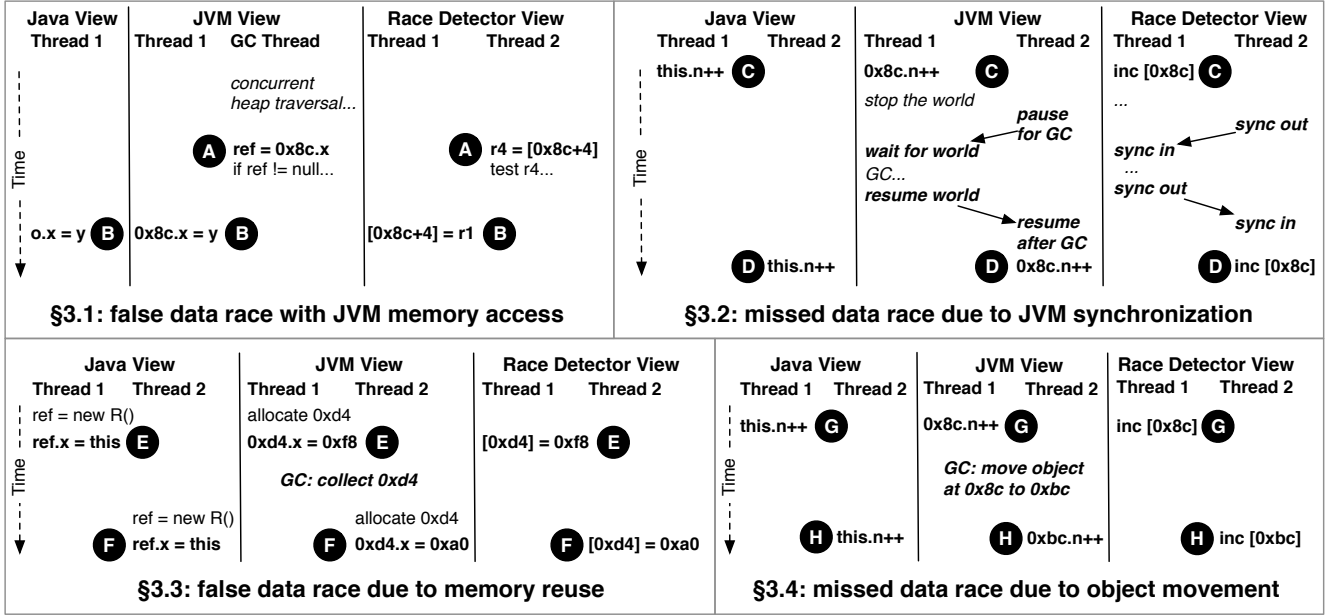 Java View
Thread 1
JVM View
Thread 1 GC Thread
Race Detector View
Thread 1 Thread 2
Time
concurrent
heap traversal...
A ref = 0x8c.x
if ref != null...
A r4 = [0x8c+4]
test r4...
o.x = y B
0x8c.x = y B
[0x8c+4] = r1 B
§3.1: false data race with JVM memory access
Java View
Thread 1 Thread 2
JVM View
Thread 1 Thread 2
Race Detector View
Thread 1 Thread 2
Time
this.n++ C
0x8c.n++ C
inc [0x8c] C
stop the world
...
pause
for GC
sync out
wait for world
sync in
GC...
...
resume world
sync out
resume
after GC
sync in
D this.n++
D 0x8c.n++
D inc [0x8c]
§3.2: missed data race due to JVM synchronization
Java View
Thread 1 Thread 2
JVM View
Thread 1 Thread 2
Race Detector View
Thread 1 Thread 2
Time
ref = new R()
ref.x = this E
allocate 0xd4
0xd4.x = 0xf8 E
[0xd4] = 0xf8 E
GC: collect 0xd4
ref = new R()
F ref.x = this
allocate 0xd4
F 0xd4.x = 0xa0
F [0xd4] = 0xa0
§3.3: false data race due to memory reuse
Java View
Thread 1 Thread 2
JVM View
Thread 1 Thread 2
Race Detector View
Thread 1 Thread 2
Time
this.n++ G
0x8c.n++ G
inc [0x8c] G
GC: move object
at 0x8c to 0xbc
H this.n++
H 0xbc.n++
H inc [0xbc]
§3.4: missed data race due to object movement